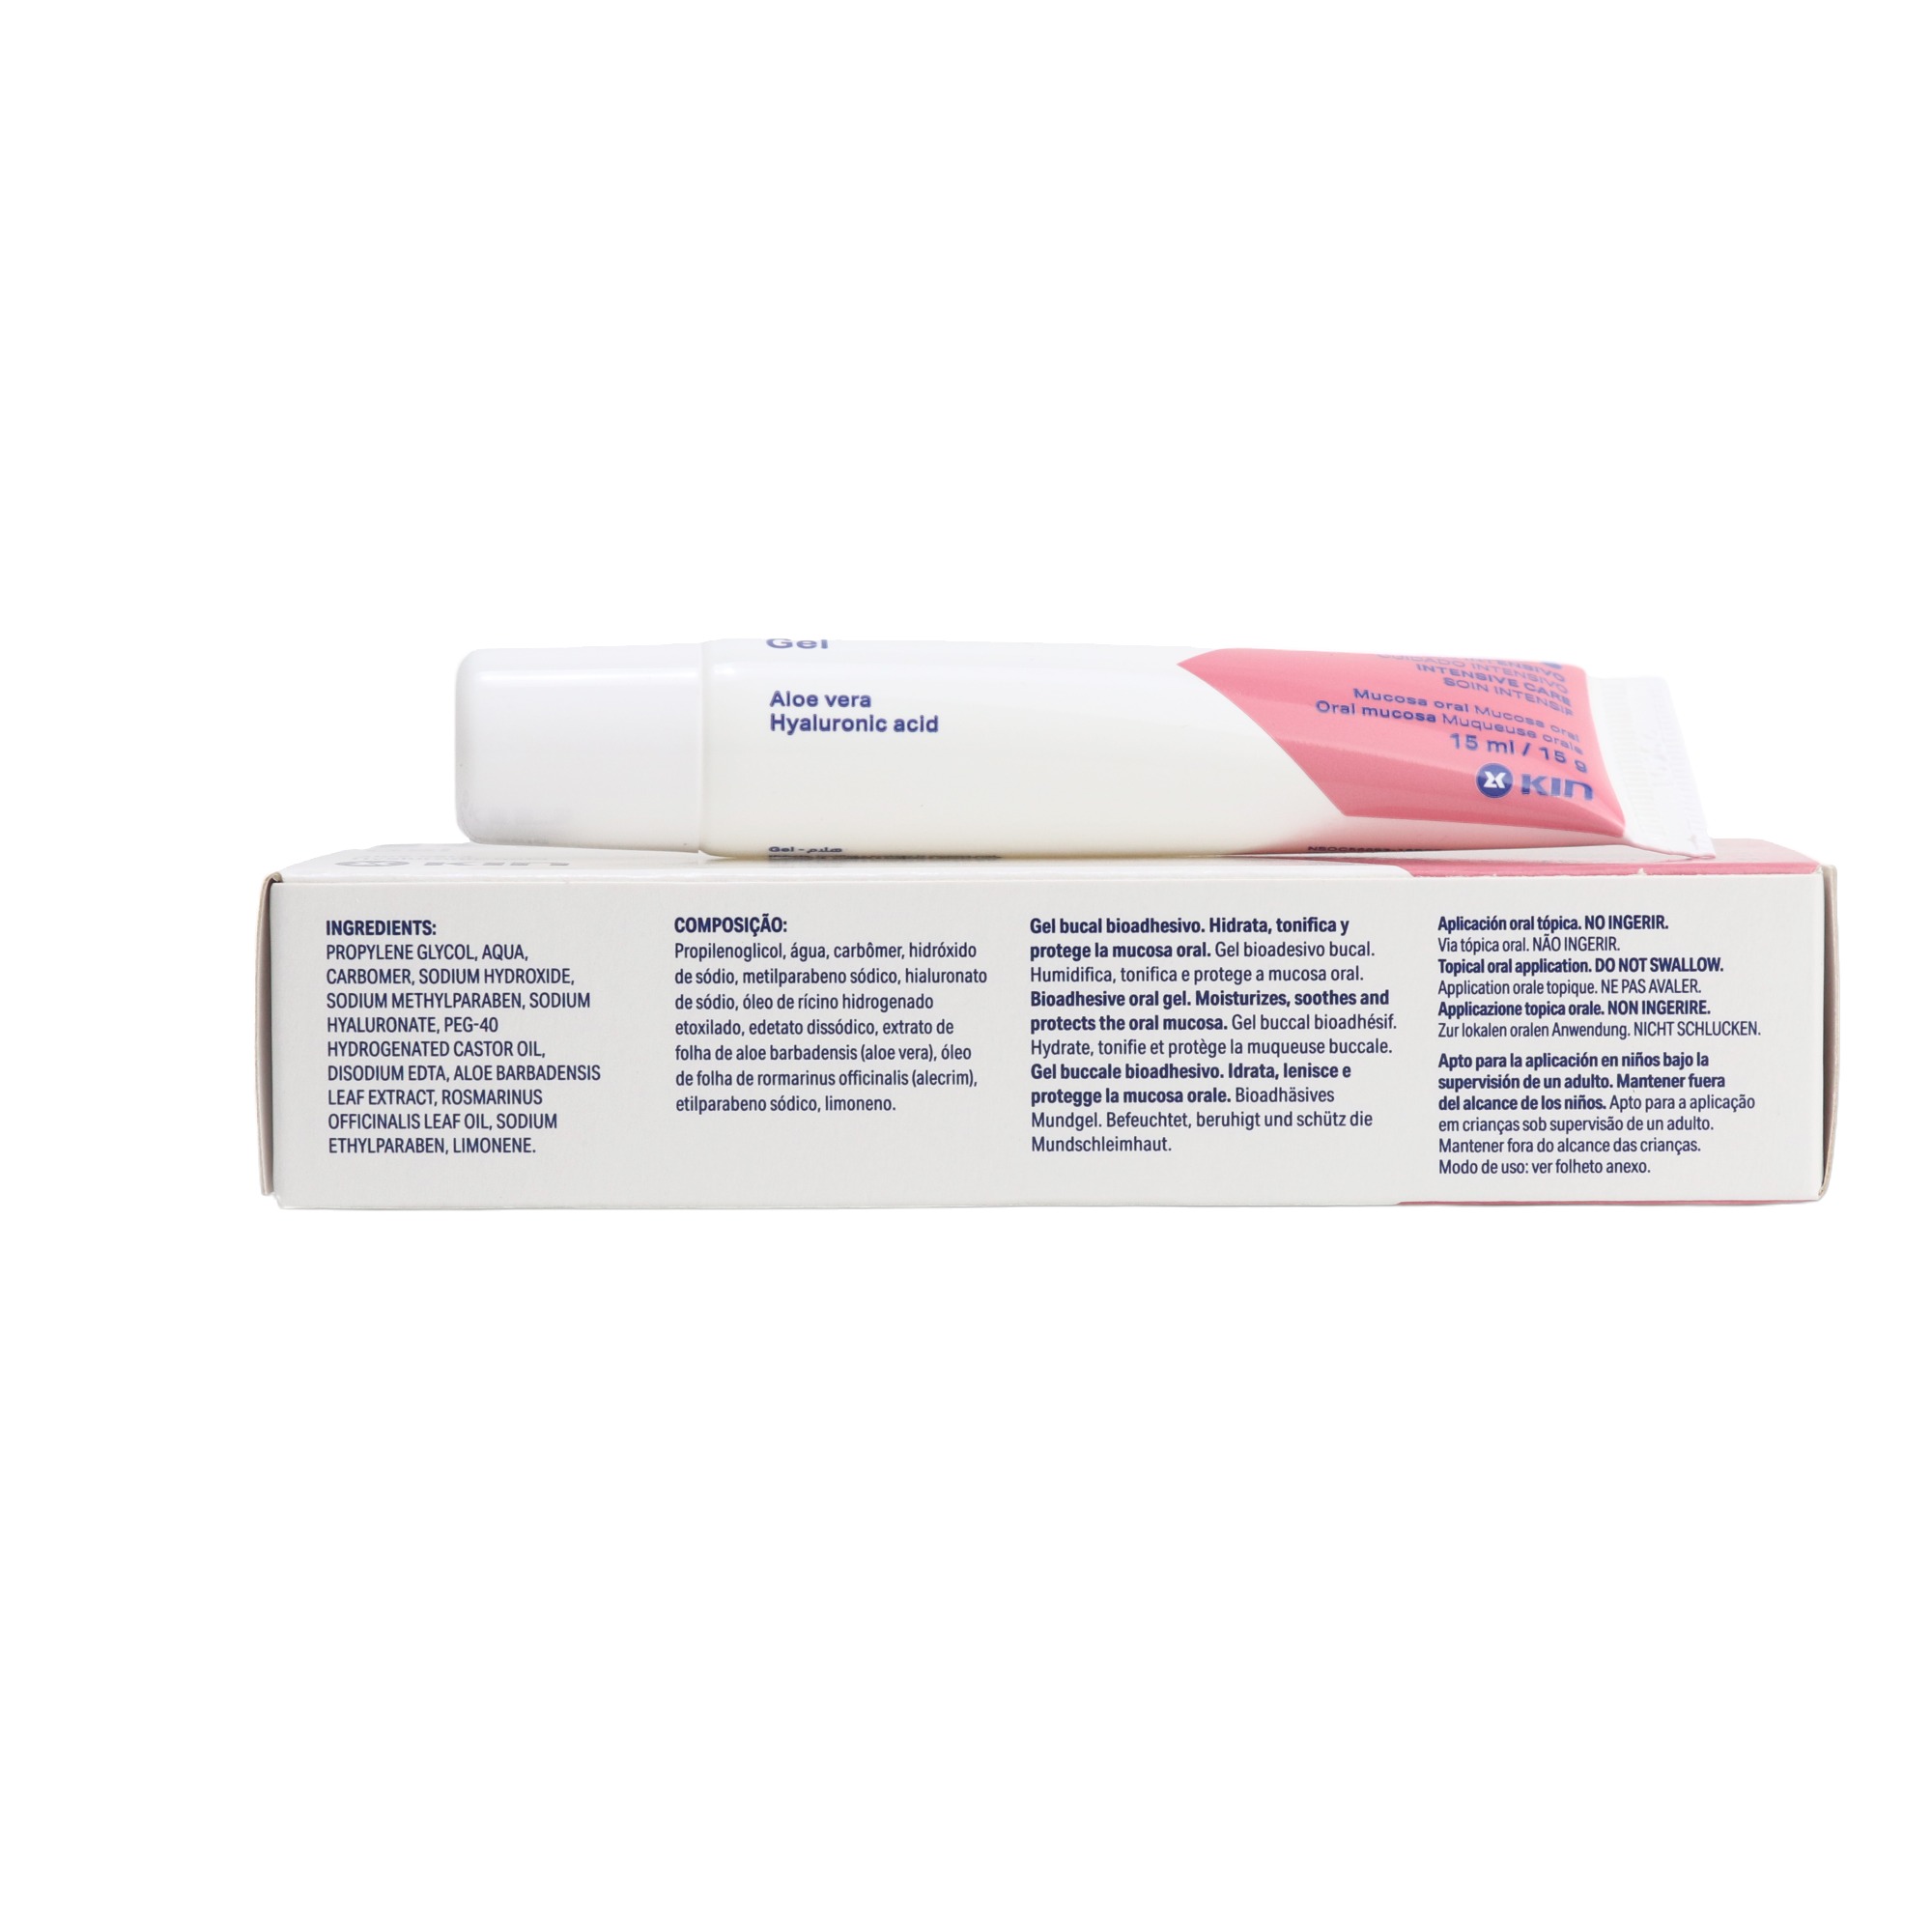 Gel
Aloe vera
Hyaluronic acid
CUIDADO INTENSIVO
INTENSIVE CARE
SOIN INTENSIF
Mucosa oral Mucosa oral
Oral mucosa Muqueuse orale
15 ml / 15 g
KIN
Gel - هلام
KIN
INGREDIENTS:
PROPYLENE GLYCOL, AQUA,
CARBOMER, SODIUM HYDROXIDE,
SODIUM METHYLPARABEN, SODIUM
HYALURONATE, PEG-40
HYDROGENATED CASTOR OIL,
DISODIUM EDTA, ALOE BARBADENSIS
LEAF EXTRACT, ROSMARINUS
OFFICINALIS LEAF OIL, SODIUM
ETHYLPARABEN, LIMONENE.
COMPOSIÇÃO:
Propilenoglicol, água, carbômer, hidróxido
de sódio, metilparabeno sódico, hialuronato
de sódio, óleo de rícino hidrogenado
etoxilado, edetato dissódico, extrato de
folha de aloe barbadensis (aloe vera), óleo
de folha de rormarinus officinalis (alecrim),
etilparabeno sódico, limoneno.
Gel bucal bioadhesivo. Hidrata, tonifica y
protege la mucosa oral. Gel bioadesivo bucal.
Humidifica, tonifica e protege a mucosa oral.
Bioadhesive oral gel. Moisturizes, soothes and
protects the oral mucosa. Gel buccal bioadhésif.
Hydrate, tonifie et protège la muqueuse buccale.
Gel buccale bioadhesivo. Idrata, lenisce e
protegge la mucosa orale. Bioadhäsives
Mundgel. Befeuchtet, beruhigt und schütz die
Mundschleimhaut.
Aplicación oral tópica. NO INGERIR.
Via tópica oral. NÃO INGERIR.
Topical oral application. DO NOT SWALLOW.
Application orale topique. NE PAS AVALER.
Applicazione topica orale. NON INGERIRE.
Zur lokalen oralen Anwendung. NICHT SCHLUCKEN.
Apto para la aplicación en niños bajo la
supervisión de un adulto. Mantener fuera
del alcance de los niños. Apto para a aplicação
em crianças sob supervisão de um adulto.
Mantener fora do alcance das crianças.
Modo de uso: ver folheto anexo.